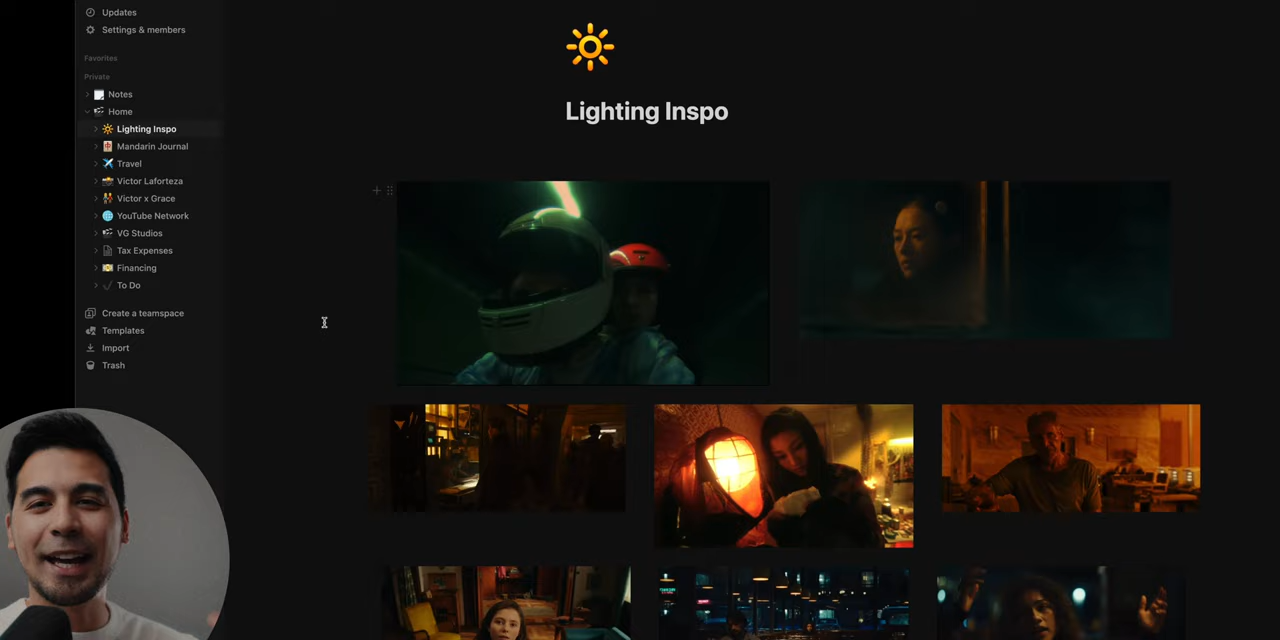 Updates
Settings & members
Favorites
Private
Notes
Home
Lighting Inspo
Mandarin Journal
Travel
Victor Laforteza
Victor x Grace
YouTube Network
VG Studios
Tax Expenses
Financing
To Do
Create a teamspace
Templates
Import
Trash
Lighting Inspo